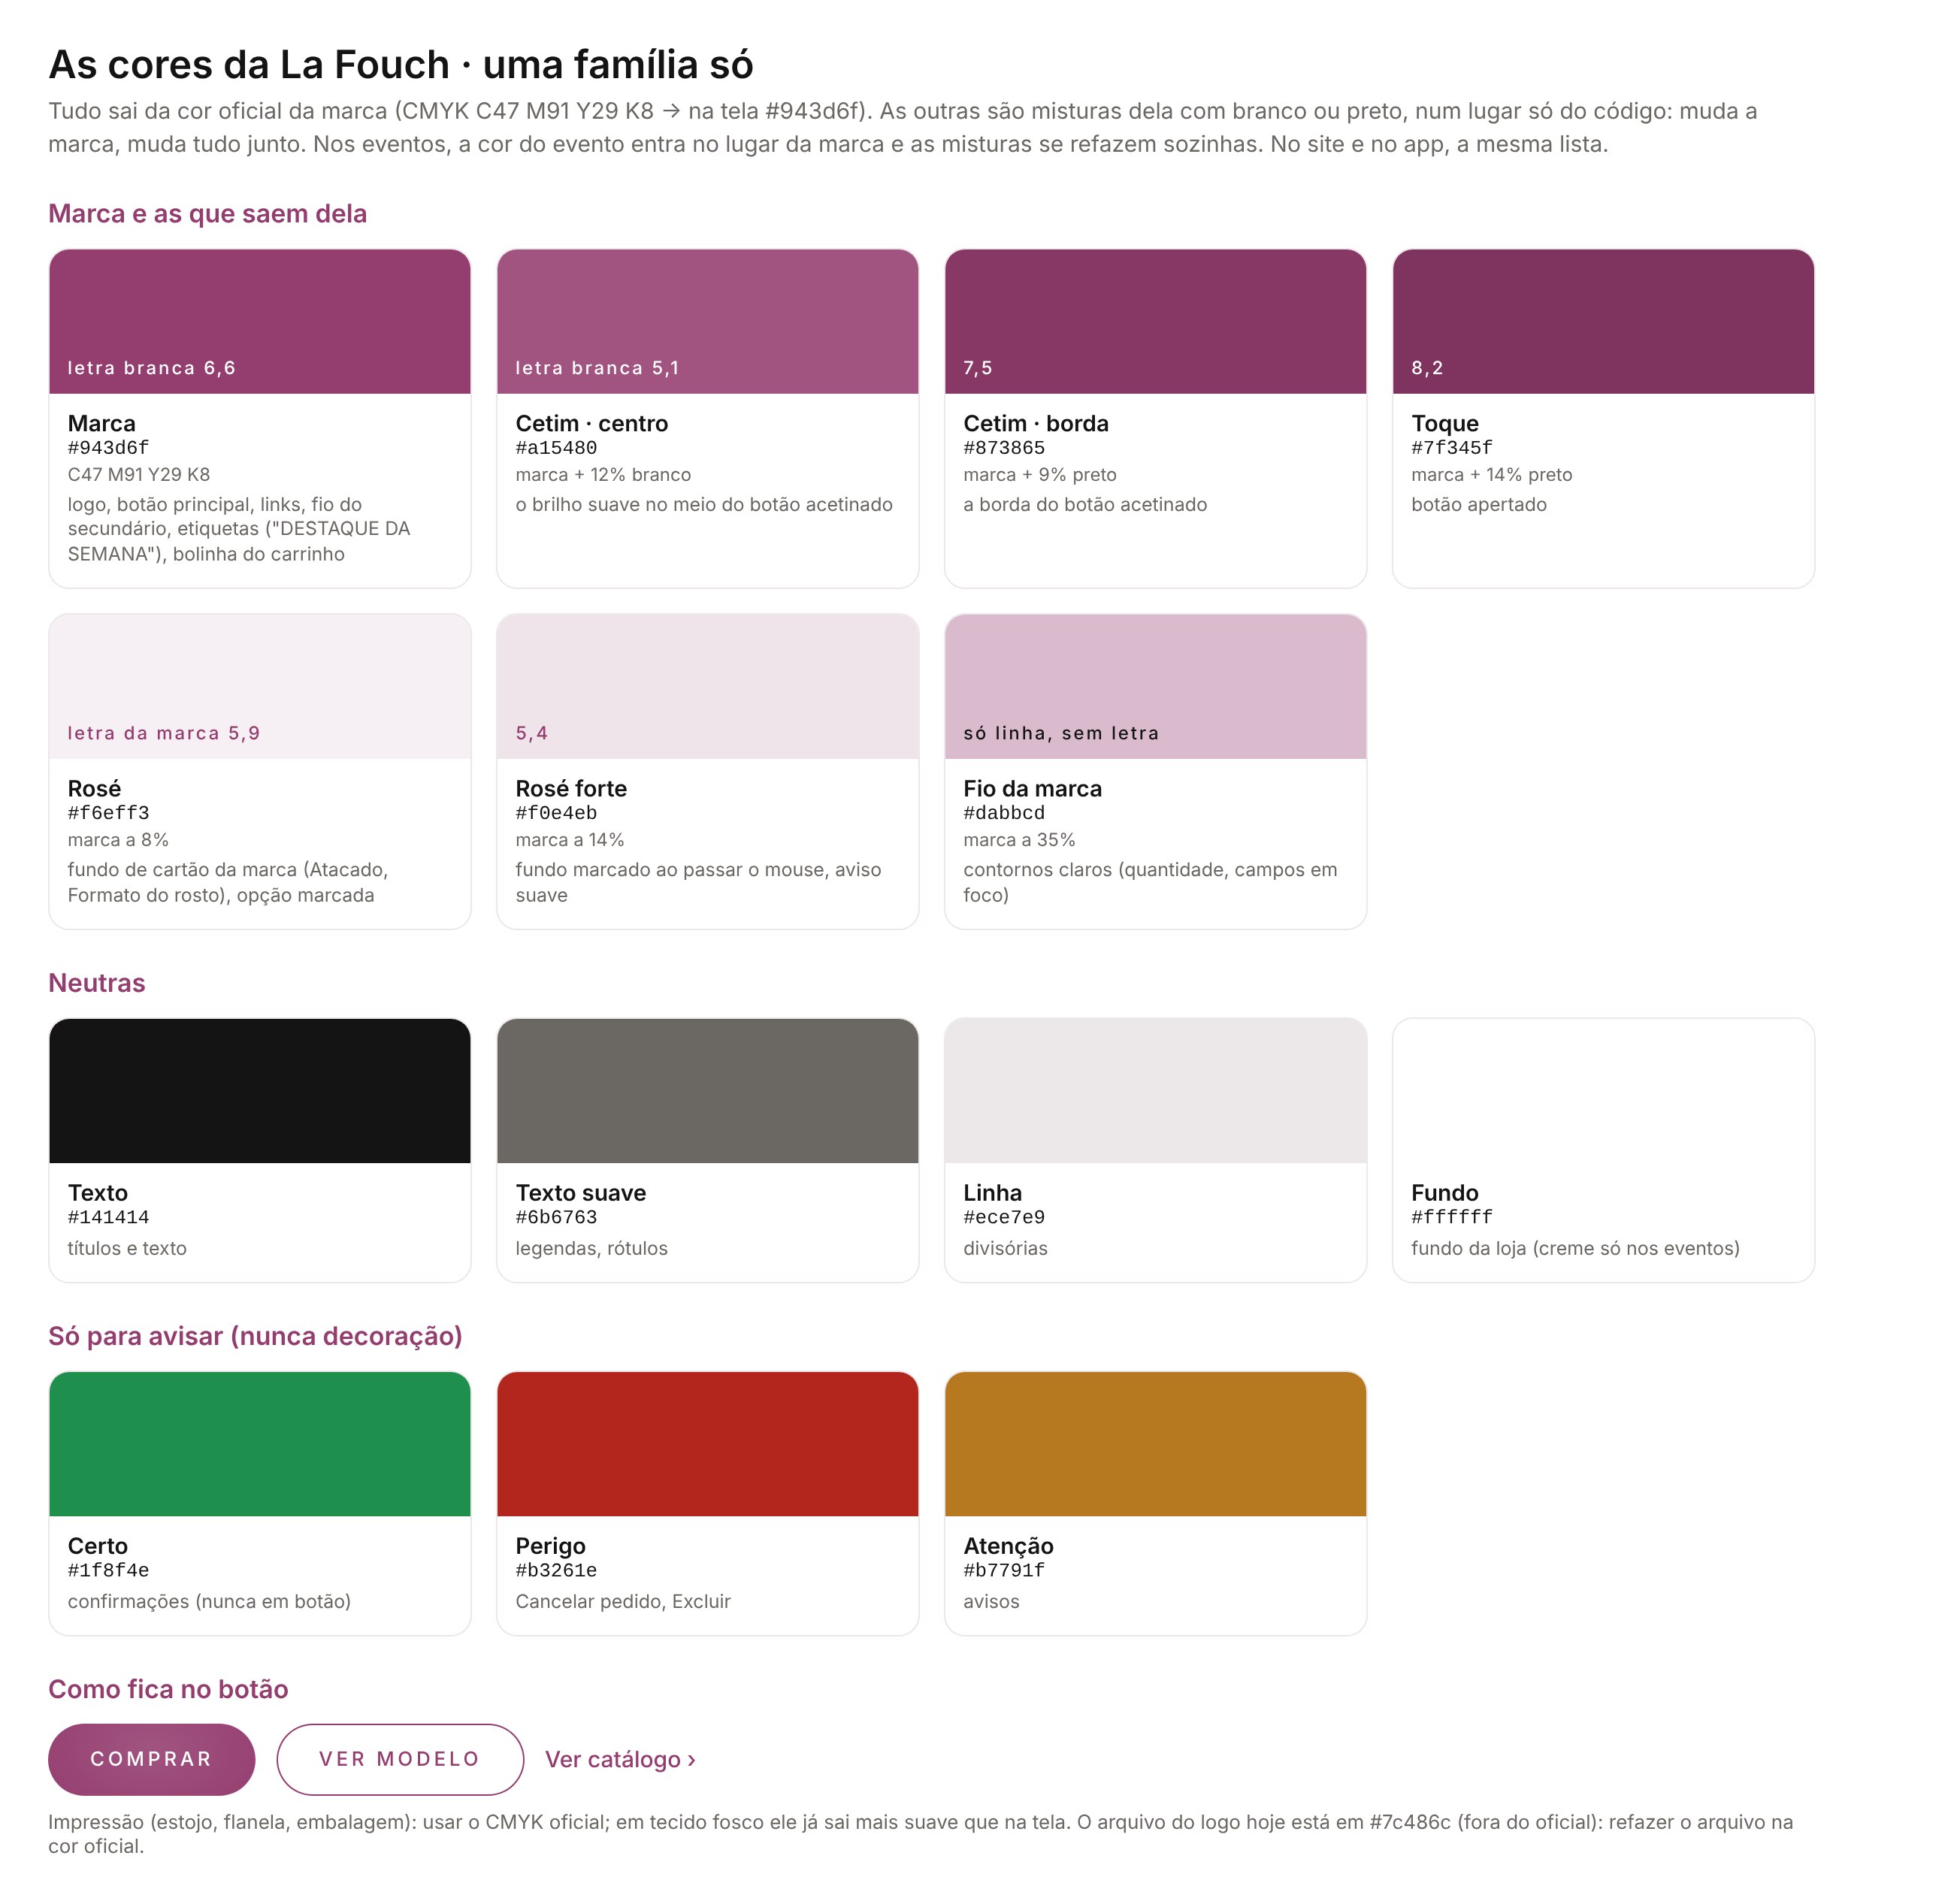 As cores da La Fouch · uma família só
Tudo sai da cor oficial da marca (CMYK C47 M91 Y29 K8 → na tela #943d6f). As outras são misturas dela com branco ou preto, num lugar só do código: muda a
marca, muda tudo junto. Nos eventos, a cor do evento entra no lugar da marca e as misturas se refazem sozinhas. No site e no app, a mesma lista.
Marca e as que saem dela
letra branca 6,6
Marca
#943d6f
C47 M91 Y29 K8
logo, botão principal, links, fio do
secundário, etiquetas ("DESTAQUE DA
SEMANA"), bolinha do carrinho
letra branca 5,1
Cetim · centro
#a15480
marca + 12% branco
o brilho suave no meio do botão acetinado
7,5
Cetim · borda
#873865
marca + 9% preto
a borda do botão acetinado
8,2
Toque
#7f345f
marca + 14% preto
botão apertado
letra da marca 5,9
Rosé
#f6eff3
marca a 8%
fundo de cartão da marca (Atacado,
Formato do rosto), opção marcada
5,4
Rosé forte
#f0e4eb
marca a 14%
fundo marcado ao passar o mouse, aviso
suave
só linha, sem letra
Fio da marca
#dabbcd
marca a 35%
contornos claros (quantidade, campos em
foco)
Neutras
Texto
#141414
títulos e texto
Texto suave
#6b6763
legendas, rótulos
Linha
#ece7e9
divisórias
Fundo
#ffffff
fundo da loja (creme só nos eventos)
Só para avisar (nunca decoração)
Certo
#1f8f4e
confirmações (nunca em botão)
Perigo
#b3261e
Cancelar pedido, Excluir
Atenção
#b7791f
avisos
Como fica no botão
COMPRAR
VER MODELO
Ver catálogo ›
Impressão (estojo, flanela, embalagem): usar o CMYK oficial; em tecido fosco ele já sai mais suave que na tela. O arquivo do logo hoje está em #7c486c (fora do oficial): refazer o arquivo na
cor oficial.